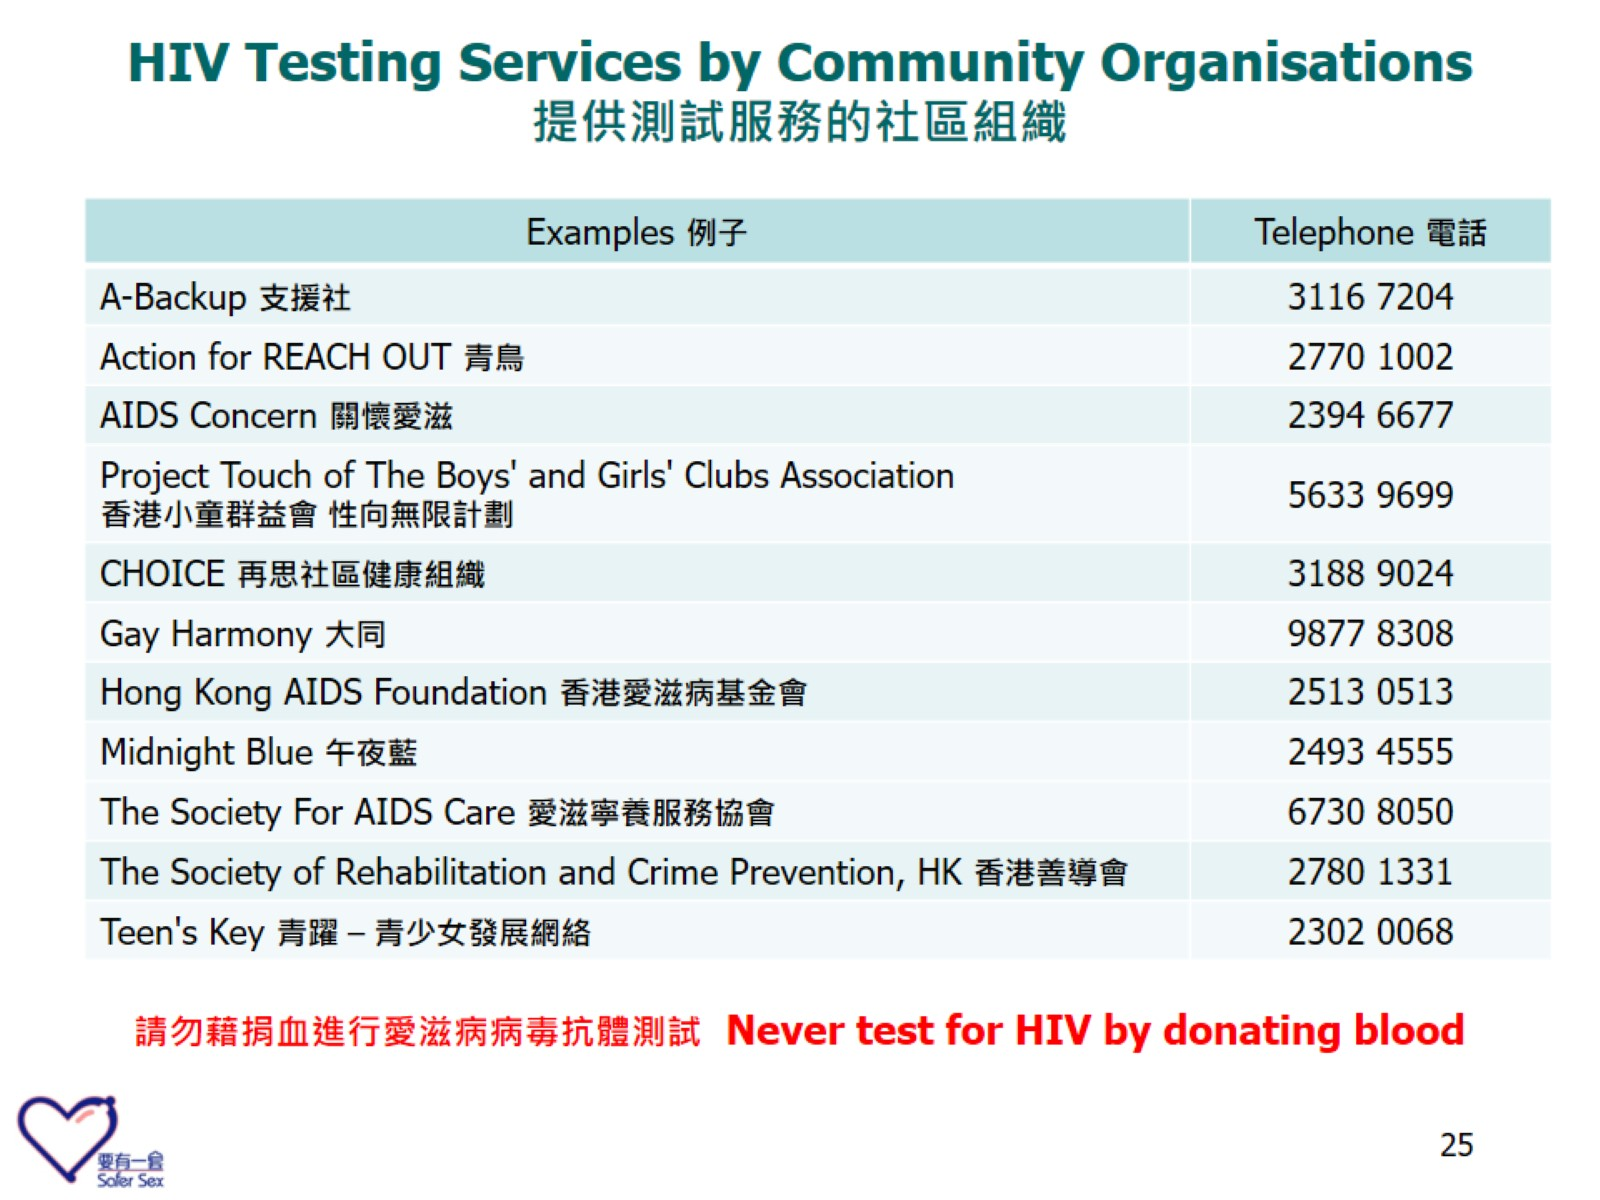 HIV Testing Services by Community Organisations
提供測試服務的社區組織
Examples 例子
Telephone 電話
A-Backup 支援社
3116 7204
Action for REACH OUT 青鳥
2770 1002
AIDS Concern 關懷愛滋
2394 6677
Project Touch of The Boys' and Girls' Clubs Association
香港小童群益會 性向無限計劃
5633 9699
CHOICE 再思社區健康組織
3188 9024
Gay Harmony 大同
9877 8308
Hong Kong AIDS Foundation 香港愛滋病基金會
2513 0513
Midnight Blue 午夜藍
2493 4555
The Society For AIDS Care 愛滋寧養服務協會
6730 8050
The Society of Rehabilitation and Crime Prevention, HK 香港善導會
2780 1331
Teen's Key 青躍 – 青少女發展網絡
2302 0068
請勿藉捐血進行愛滋病病毒抗體測試 Never test for HIV by donating blood
要有一套
Safer Sex
25